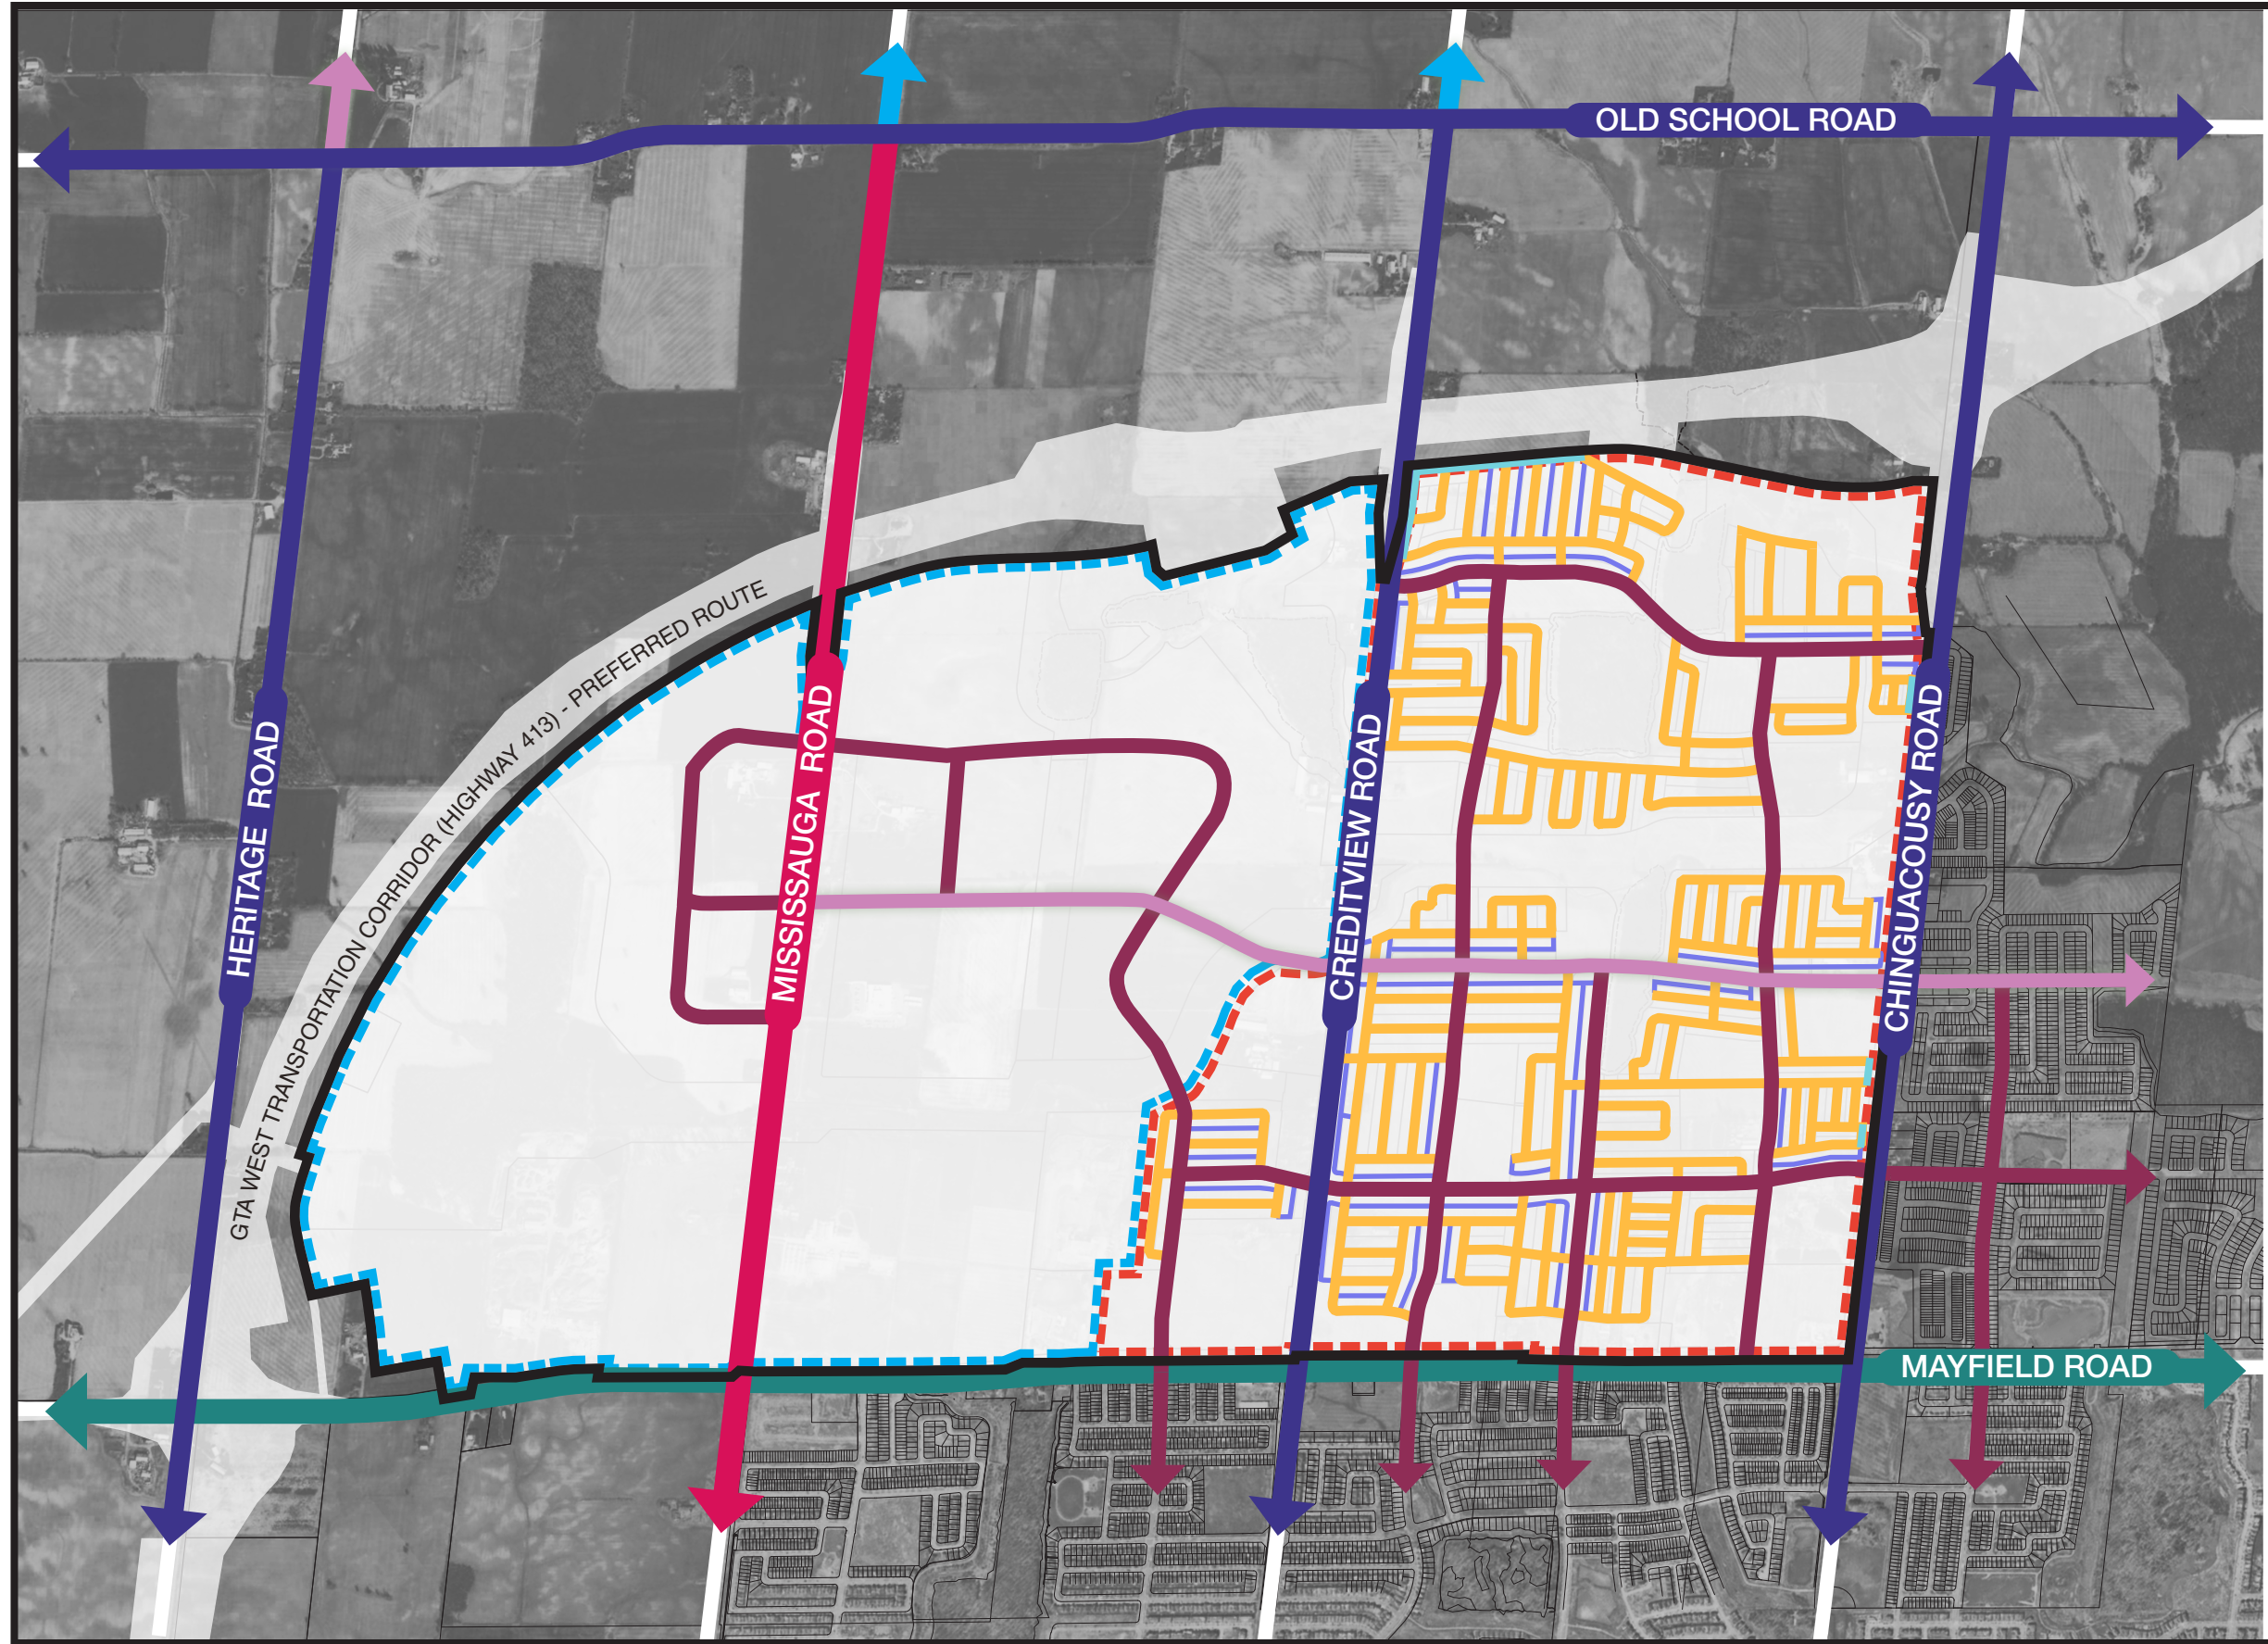 OLD SCHOOL ROAD
GTA WEST TRANSPORTATION CORRIDOR (HIGHWAY 413) - PREFERRED ROUTE
HERITAGE ROAD
MISSISSAUGA ROAD
CREDITVIEW ROAD
CHINGUACOUSY ROAD
MAYFIELD ROAD